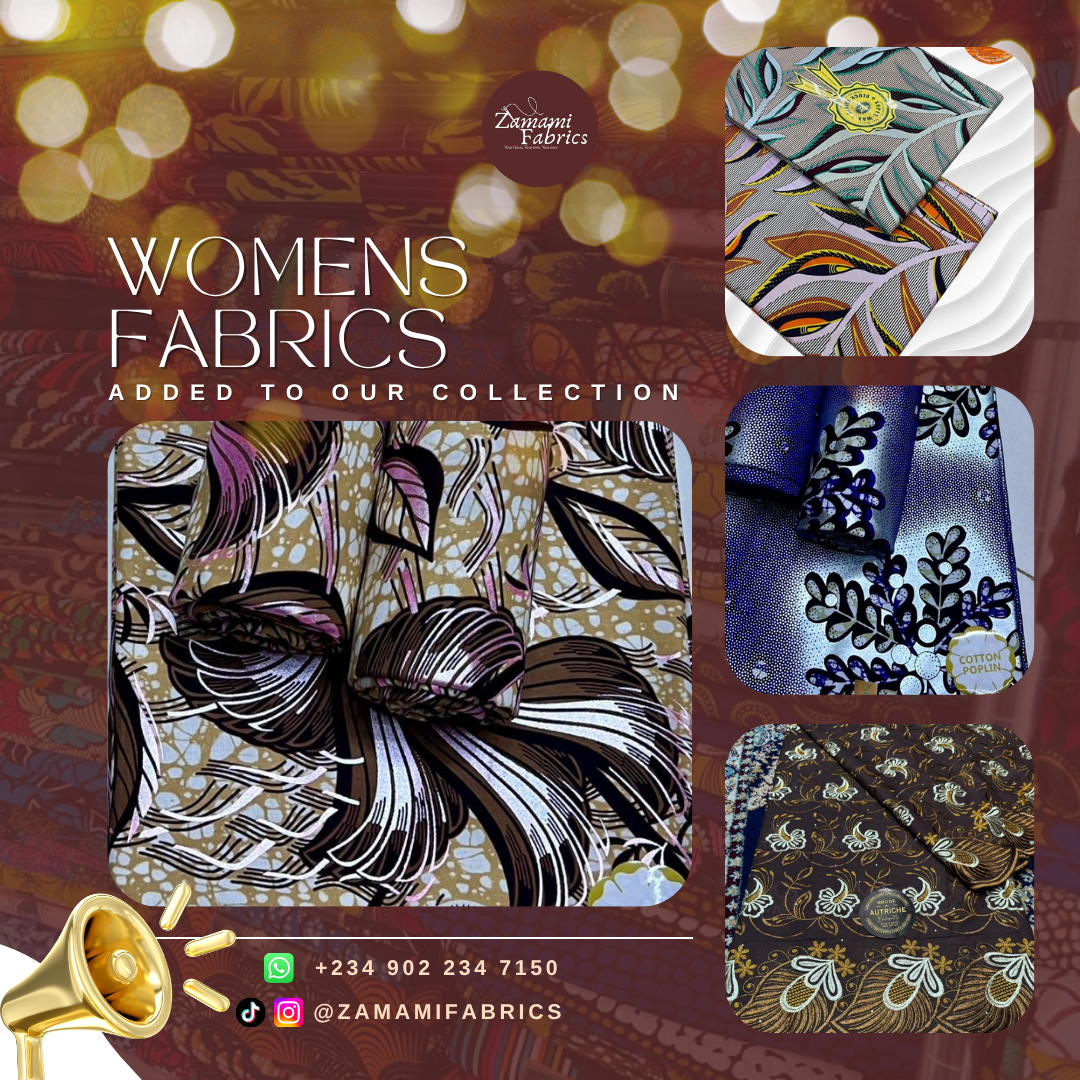 Zamami
Fabrics
WOMENS
FABRICS
ADDED TO OUR COLLECTION
COTTON
POPLIN
AUTRICHE
+234 902 234 7150
@ZAMAMIFABRICS